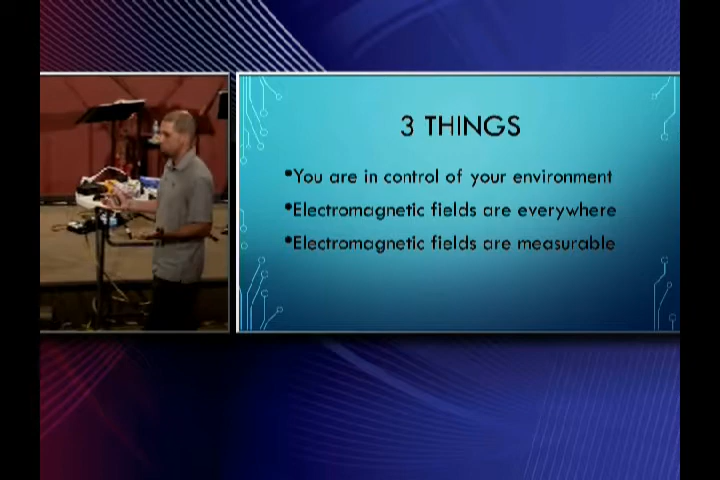 3 THINGS
•You are in control of your environment
•Electromagnetic fields are everywhere
•Electromagnetic fields are measurable